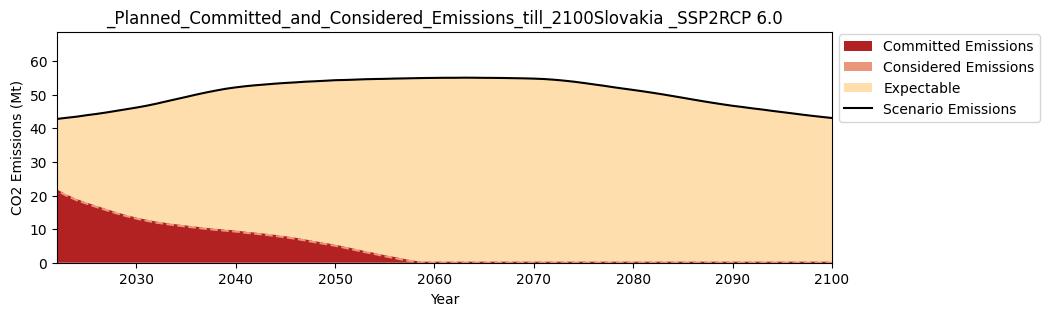 _Planned_Committed_and_Considered_Emissions_till_2100Slovakia _SSP2RCP 6.0
CO2 Emissions (Mt)
60
50
40
30
20
10
0
2030 2040 2050 2060 2070 2080 2090 2100
Year
Committed Emissions
Considered Emissions
Expectable
Scenario Emissions